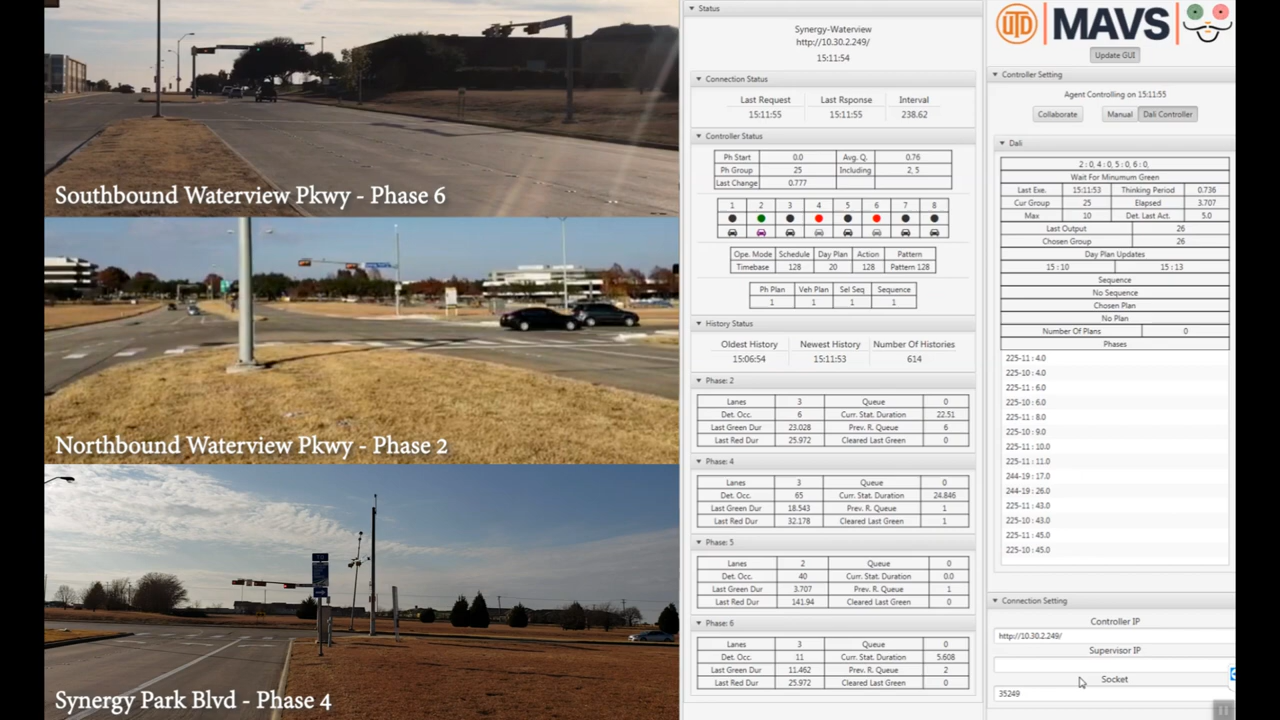 Southbound Waterview Pkwy - Phase 6
Northbound Waterview Pkwy - Phase 2
Synergy Park Blvd - Phase 4
Status
Synergy-Waterview
http://10.30.2.249/
15:11:54
Connection Status
Last Request Last Rsponse Interval
15:11:55 15:11:55 238.62
Controller Status
Ph Start 0.0 Avg. Q. 0.76
Ph Group 25 Including 2, 5
Last Change 0.777
1 2 3 4 5 6 7 8
Ope. Mode Schedule Day Plan Action Pattern
Timebase 128 20 128 Pattern 128
Ph Plan Veh Plan Sel Seq Sequence
1 1 1 1
History Status
Oldest History Newest History Number Of Histories
15:06:54 15:11:53 614
Phase: 2
Lanes 3 Queue 0
Det. Occ. 6 Curr. Stat. Duration 22.51
Last Green Dur 23.028 Prev. R. Queue 6
Last Red Dur 25.972 Cleared Last Green 0
Phase: 4
Lanes 3 Queue 0
Det. Occ. 65 Curr. Stat. Duration 24.846
Last Green Dur 18.543 Prev. R. Queue 1
Last Red Dur 32.178 Cleared Last Green 1
Phase: 5
Lanes 2 Queue 0
Det. Occ. 40 Curr. Stat. Duration 0.0
Last Green Dur 3.707 Prev. R. Queue 1
Last Red Dur 141.94 Cleared Last Green 0
Phase: 6
Lanes 3 Queue 0
Det. Occ. 11 Curr. Stat. Duration 5.608
Last Green Dur 11.462 Prev. R. Queue 2
Last Red Dur 25.972 Cleared Last Green 0
UTD MAVS
Update GUI
Controller Setting
Agent Controlling on 15:11:55
Collaborate Manual Dali Controller
Dali
2 : 0, 4 : 0, 5 : 0, 6 : 0,
Wait For Minumum Green
Last Exe. 15:11:53 Thinking Period 0.736
Cur Group 25 Elapsed 3.707
Max 10 Det. Last Act. 5.0
Last Output 26
Chosen Group 26
Day Plan Updates
15:10 15:13
Sequence
No Sequence
Chosen Plan
No Plan
Number Of Plans 0
Phases
225-11 : 4.0
225-10 : 4.0
225-11 : 6.0
225-10 : 6.0
225-11 : 8.0
225-10 : 9.0
225-11 : 10.0
225-11 : 11.0
244-19 : 17.0
244-19 : 26.0
225-11 : 43.0
225-10 : 43.0
225-11 : 45.0
225-10 : 45.0
Connection Setting
Controller IP
http://10.30.2.249/
Supervisor IP
Socket
35249